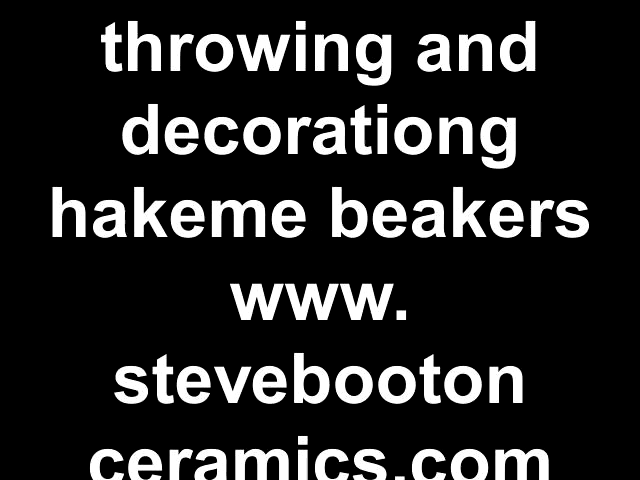 throwing and
decorationg
hakeme beakers
www.
stevebooton
ceramics.com